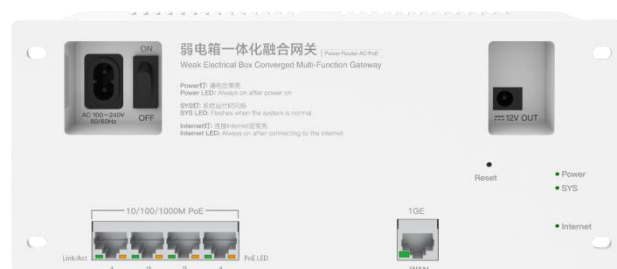 ON
弱电箱一体化融合网关 [Power Router AC-PoE]
Weak Electrical Box Converged Multi-Function Gateway
Power灯: 通电后常亮
Power LED: Always on after power on
SYS灯: 系统运行时闪烁
SYS LED: Flashes when the system is normal
Internet灯: 连接Internet后常亮
Internet LED: Always on after connecting to the Internet
AC 100~240V
50/60Hz
OFF
12V OUT
Reset
Power
SYS
Internet
10/100/1000M PoE
1GE
Link/Act
PoE LED
1 2 3 4
WAN